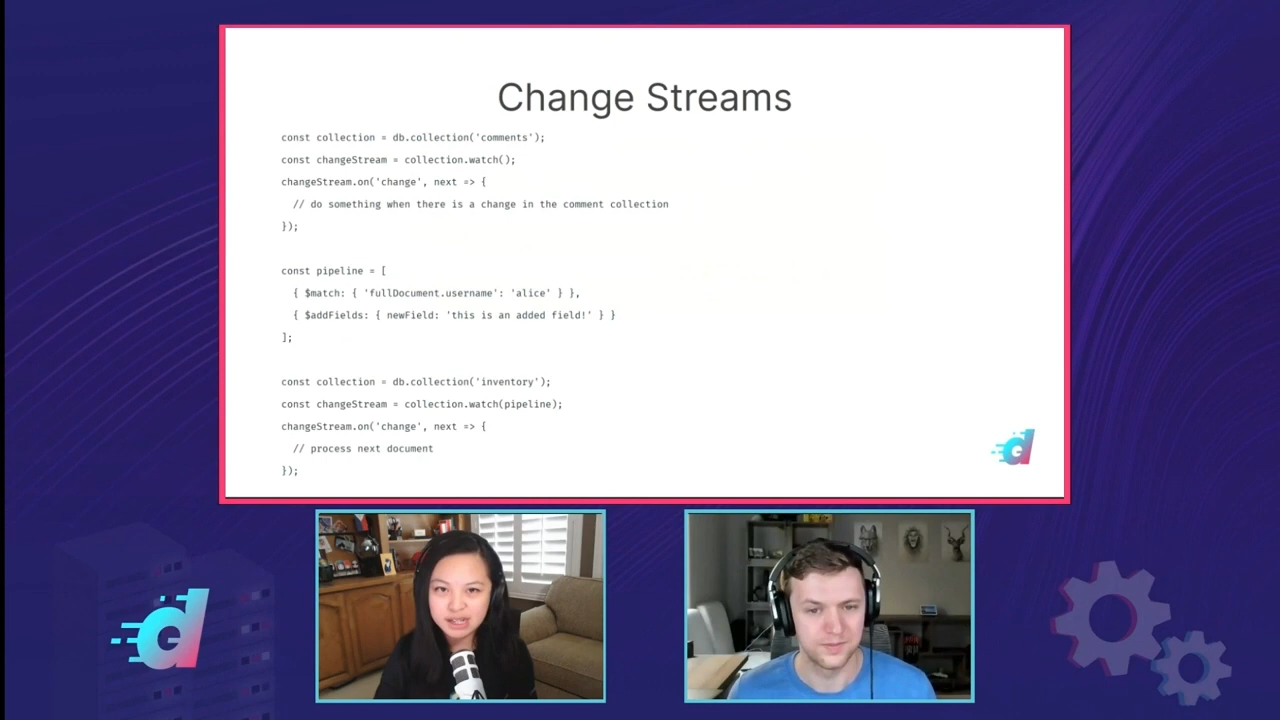 Change Streams
const collection = db.collection('comments');
const changeStream = collection.watch();
changeStream.on('change', next => {
  // do something when there is a change in the comment collection
});
const pipeline = [
  { $match: { 'fullDocument.username': 'alice' } },
  { $addFields: { newField: 'this is an added field!' } }
];
const collection = db.collection('inventory');
const changeStream = collection.watch(pipeline);
changeStream.on('change', next => {
  // process next document
});